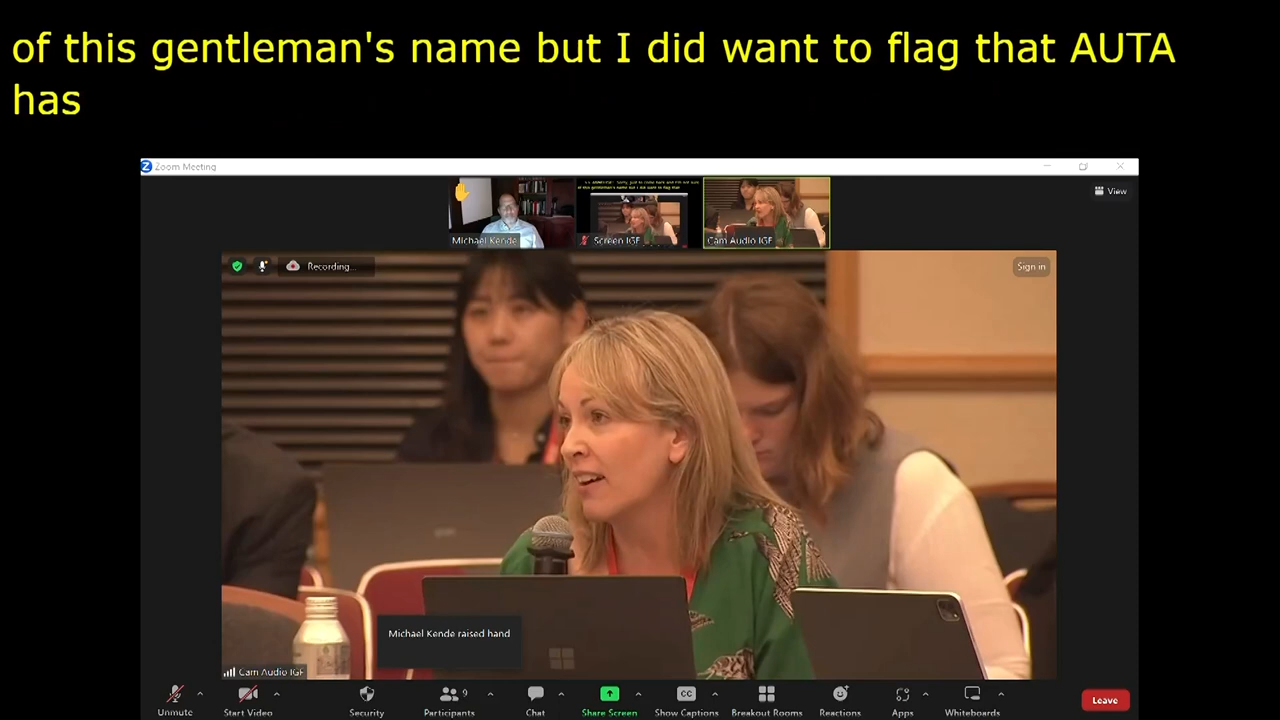 of this gentleman's name but I did want to flag that AUTA
has
Zoom Meeting
View
Michael Kende
Screen IGF
Cam Audio IGF
Recording...
Sign in
Michael Kende raised hand
Cam Audio IGF
9
Unmute
Start Video
Security
Participants
Chat
Share Screen
Show Captions
Breakout Rooms
Reactions
Apps
Whiteboards
Leave